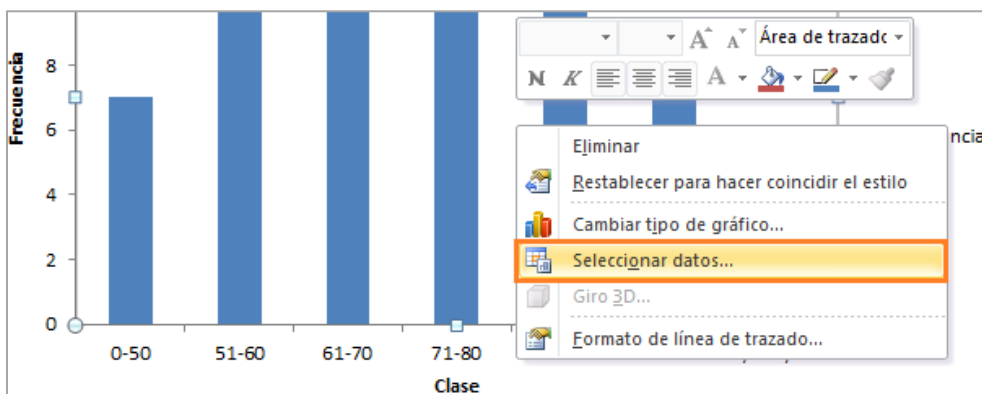 Área de trazadc
A A
N K A
8
6
4
2
0
Frecuencia
ncia
Eliminar
Restablecer para hacer coincidir el estilo
Cambiar tipo de gráfico...
Seleccionar datos...
Giro 3D...
Formato de línea de trazado...
0-50 51-60 61-70 71-80
Clase